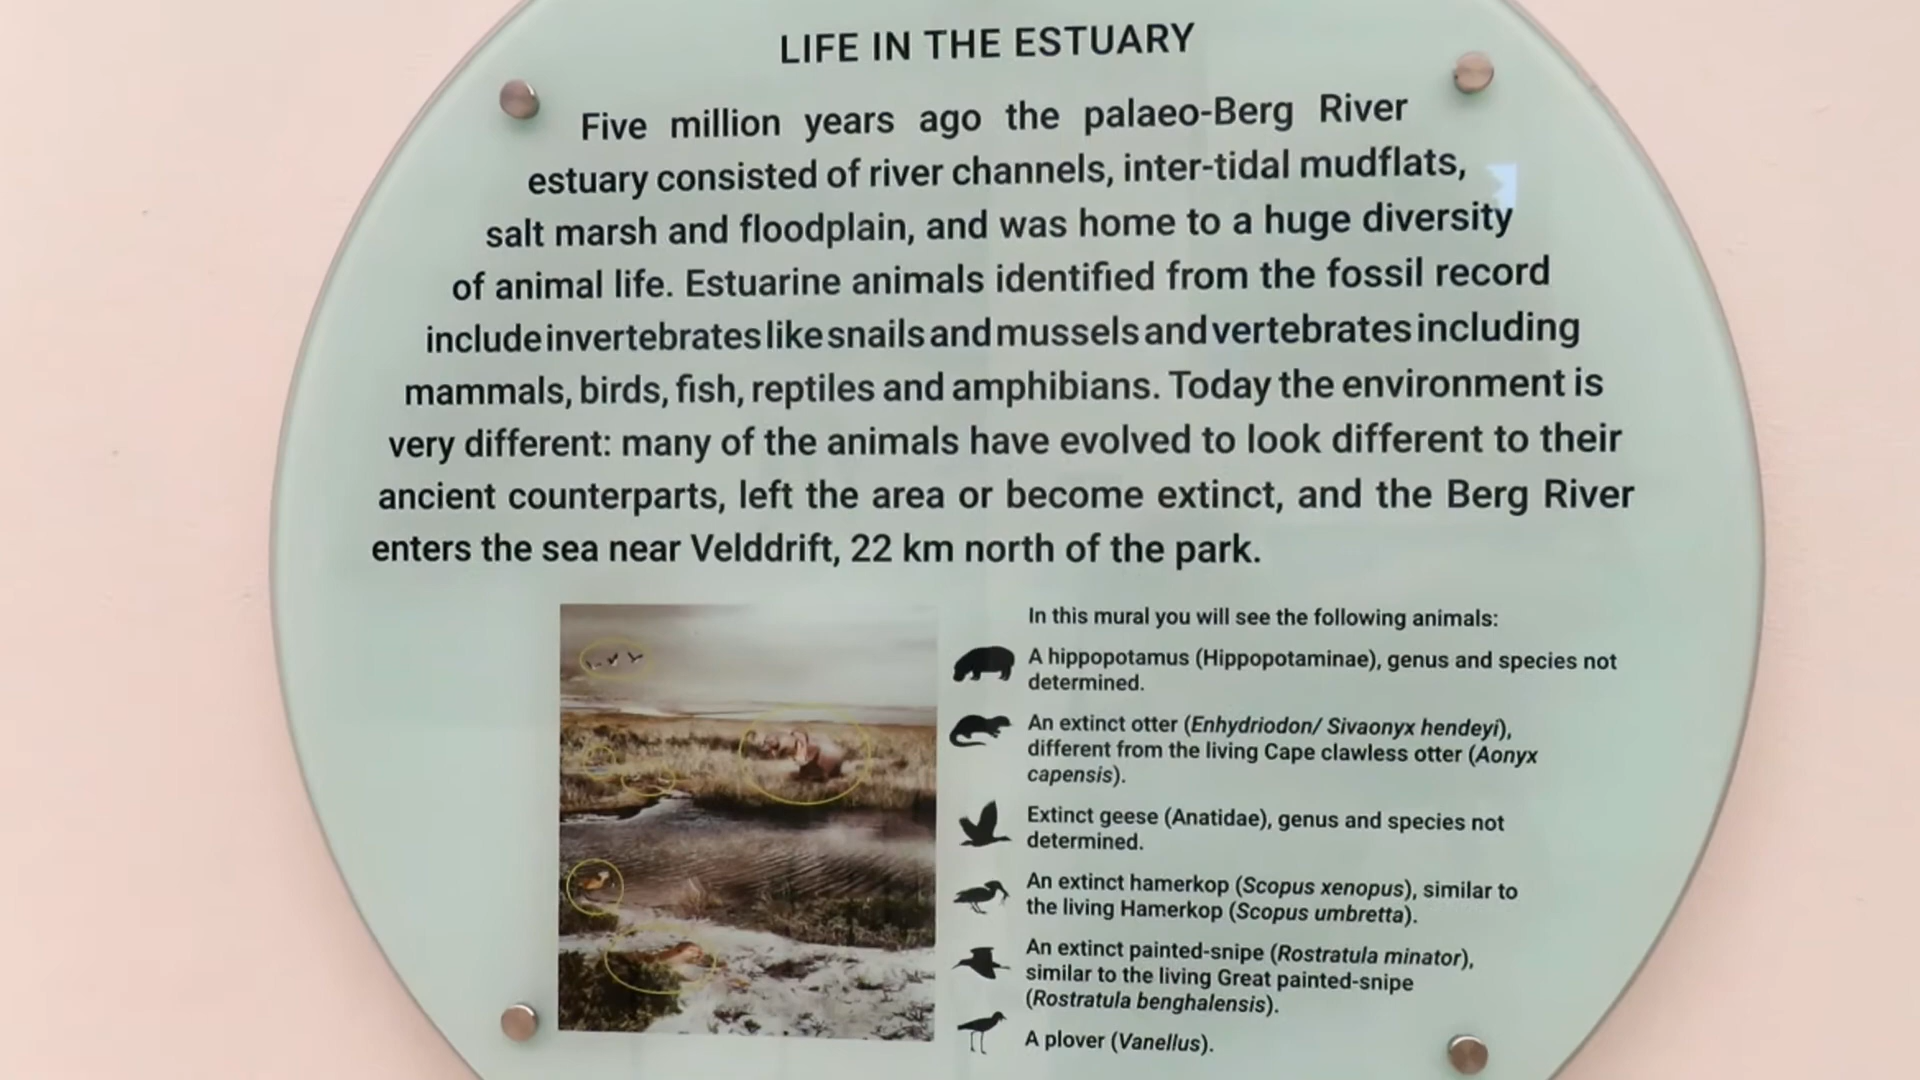 LIFE IN THE ESTUARY
Five million years ago the palaeo-Berg River
estuary consisted of river channels, inter-tidal mudflats,
salt marsh and floodplain, and was home to a huge diversity
of animal life. Estuarine animals identified from the fossil record
include invertebrates like snails and mussels and vertebrates including
mammals, birds, fish, reptiles and amphibians. Today the environment is
very different: many of the animals have evolved to look different to their
ancient counterparts, left the area or become extinct, and the Berg River
enters the sea near Velddrift, 22 km north of the park.
In this mural you will see the following animals:
A hippopotamus (Hippopotaminae), genus and species not
determined.
An extinct otter (Enhydriodon/ Sivaonyx hendeyi),
different from the living Cape clawless otter (Aonyx
capensis).
Extinct geese (Anatidae), genus and species not
determined.
An extinct hamerkop (Scopus xenopus), similar to
the living Hamerkop (Scopus umbretta).
An extinct painted-snipe (Rostratula minator),
similar to the living Great painted-snipe
(Rostratula benghalensis).
A plover (Vanellus).